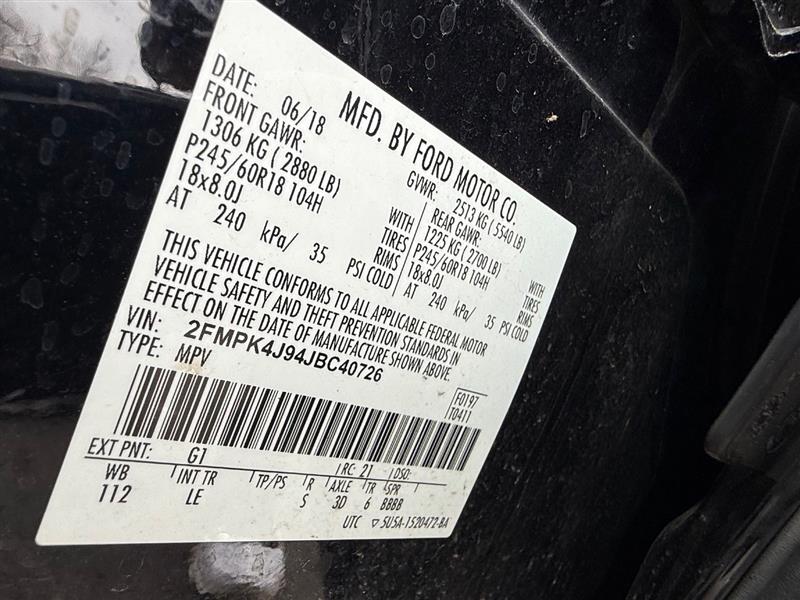 MFD. BY FORD MOTOR CO.
DATE: 06/18 GVWR: 2513 KG (5540 LB)
FRONT GAWR: REAR GAWR:
1306 KG (2880 LB) WITH 1225 KG (2700 LB) WITH
P245/60R18 104H TIRES P245/60R18 104H TIRES
18x8.0J RIMS 18x8.0J RIMS
AT 240 kPa/ 35 PSI COLD AT 240 kPa/ 35 PSI COLD
THIS VEHICLE CONFORMS TO ALL APPLICABLE FEDERAL MOTOR
VEHICLE SAFETY AND THEFT PREVENTION STANDARDS IN
EFFECT ON THE DATE OF MANUFACTURE SHOWN ABOVE.
VIN: 2FMPK4J94JBC40726
TYPE: MPV
F0197
T0411
EXT PNT: G1 RC: 21 DSO:
WB INT TR TP/PS R AXLE TR SPR
112 LE S 3D 6 BBBB
UTC ▽5U5A-1520472-BA